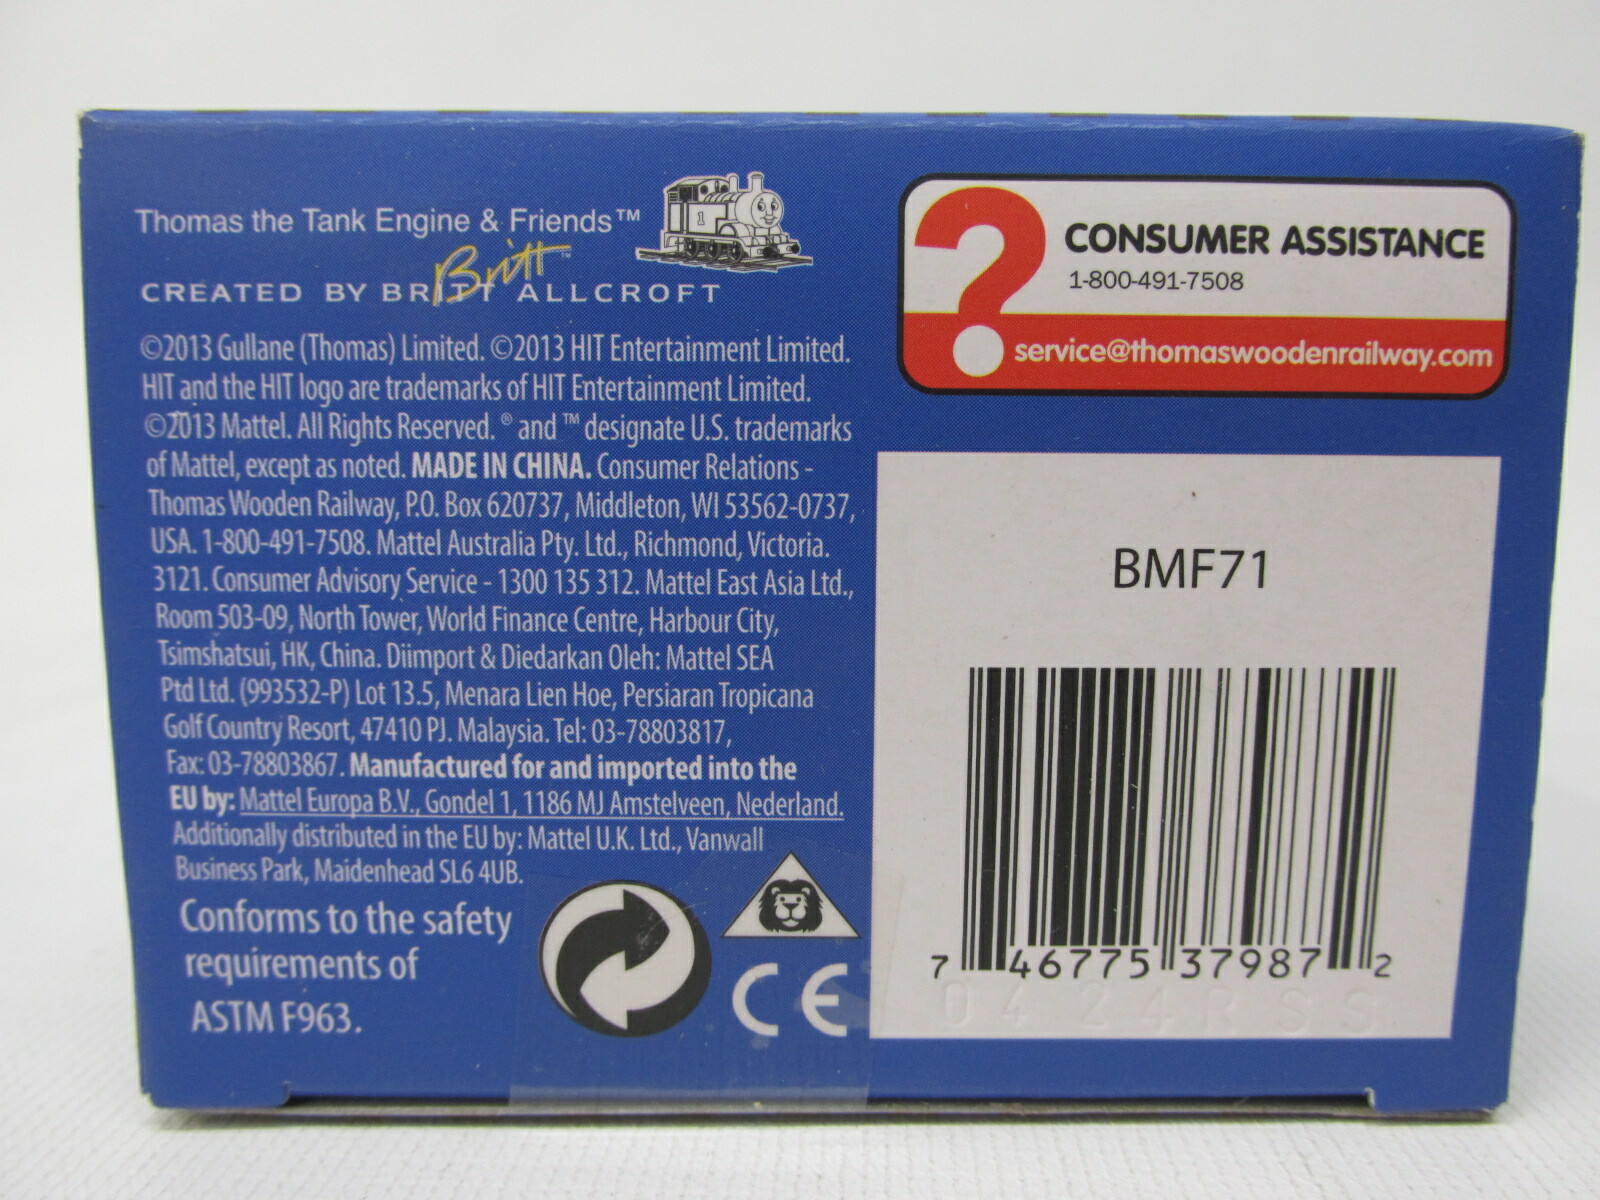 Thomas the Tank Engine & Friends™
Britt™
CREATED BY BRITT ALLCROFT
©2013 Gullane (Thomas) Limited. ©2013 HIT Entertainment Limited.
HIT and the HIT logo are trademarks of HIT Entertainment Limited.
©2013 Mattel. All Rights Reserved. ® and ™ designate U.S. trademarks
of Mattel, except as noted. MADE IN CHINA. Consumer Relations -
Thomas Wooden Railway, P.O. Box 620737, Middleton, WI 53562-0737,
USA. 1-800-491-7508. Mattel Australia Pty. Ltd., Richmond, Victoria.
3121. Consumer Advisory Service - 1300 135 312. Mattel East Asia Ltd.,
Room 503-09, North Tower, World Finance Centre, Harbour City,
Tsimshatsui, HK, China. Diimport & Diedarkan Oleh: Mattel SEA
Ptd Ltd. (993532-P) Lot 13.5, Menara Lien Hoe, Persiaran Tropicana
Golf Country Resort, 47410 PJ. Malaysia. Tel: 03-78803817,
Fax: 03-78803867. Manufactured for and imported into the
EU by: Mattel Europa B.V., Gondel 1, 1186 MJ Amstelveen, Nederland.
Additionally distributed in the EU by: Mattel U.K. Ltd., Vanwall
Business Park, Maidenhead SL6 4UB.
Conforms to the safety
requirements of
ASTM F963.
CE
1
?
CONSUMER ASSISTANCE
1-800-491-7508
service@thomaswoodenrailway.com
BMF71
7 46775 37987 2
04 24RSS